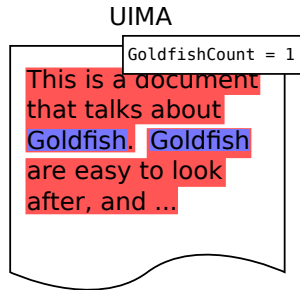 UIMA
GoldfishCount = 1
This is a document
that talks about
Goldfish. Goldfish
are easy to look
after, and ...